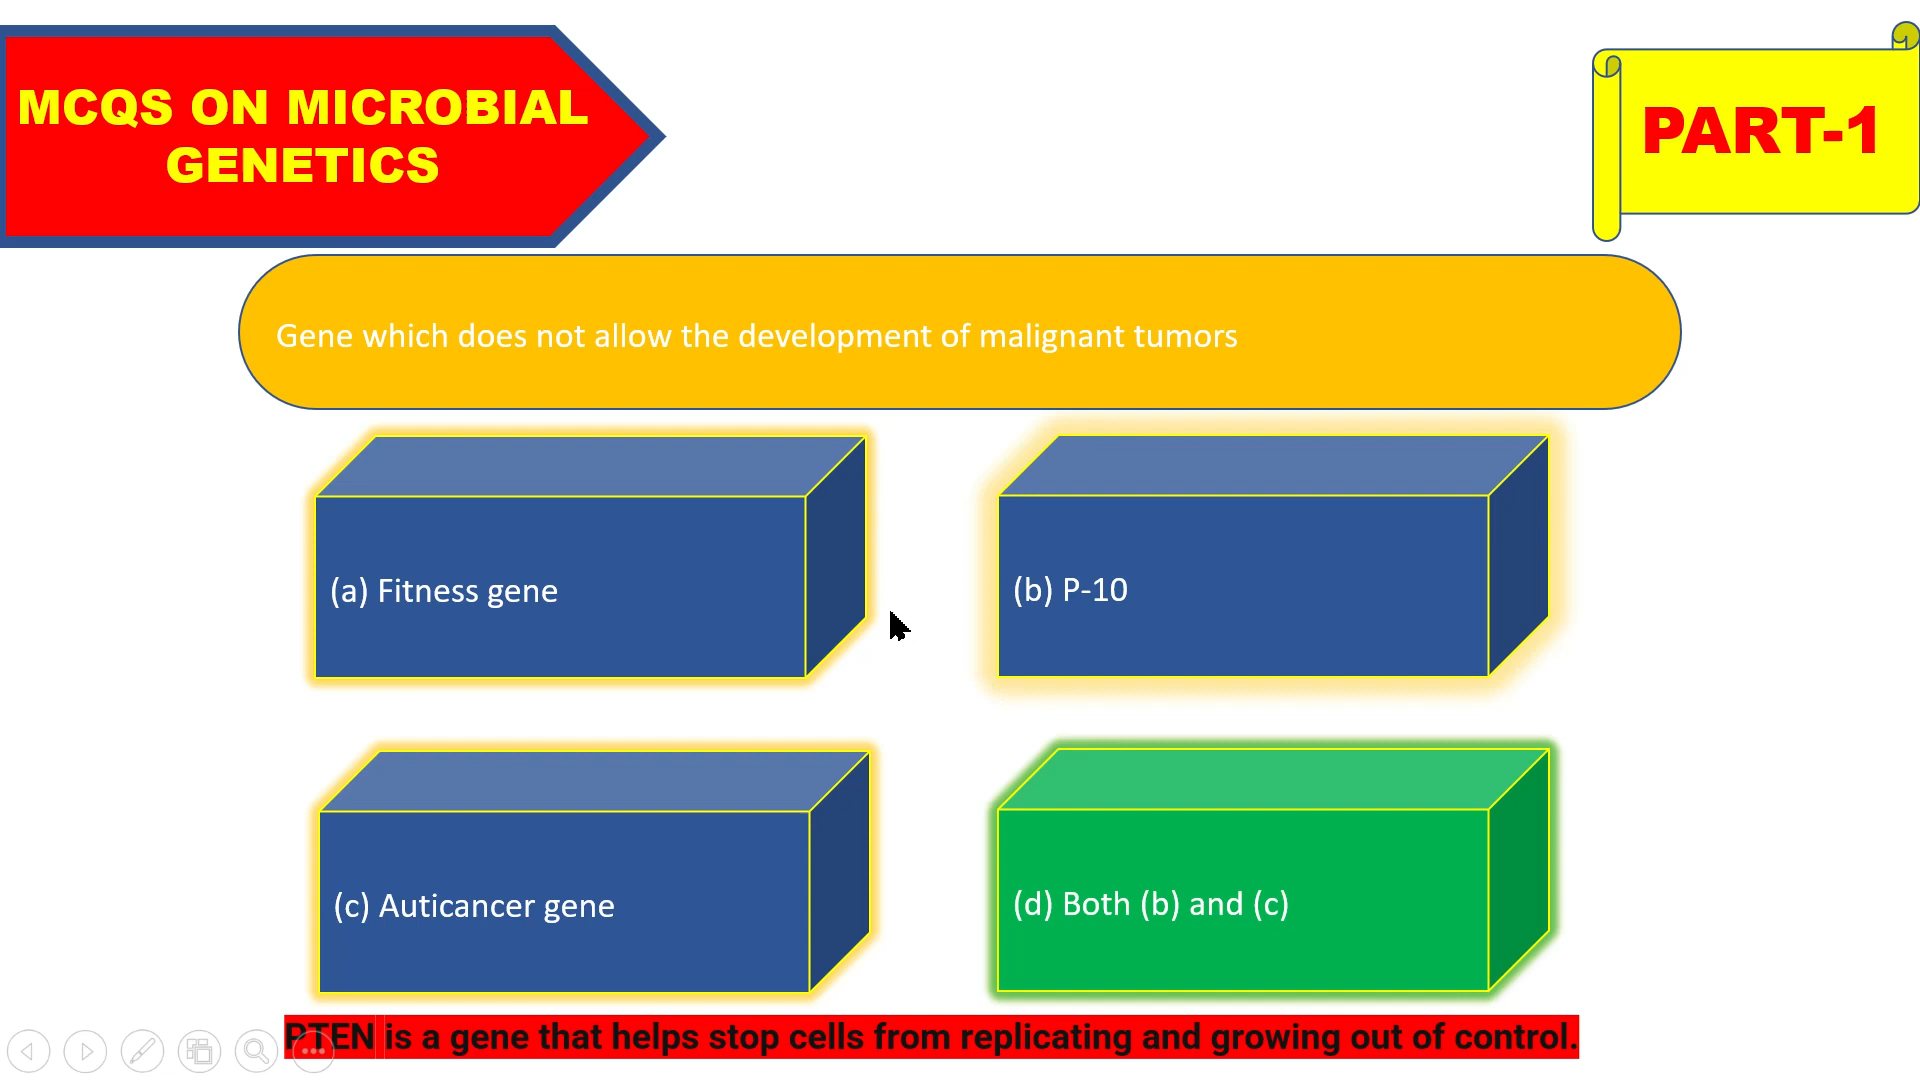 MCQS ON MICROBIAL
GENETICS
PART-1
Gene which does not allow the development of malignant tumors
(a) Fitness gene
(b) P-10
(c) Auticancer gene
(d) Both (b) and (c)
PTEN is a gene that helps stop cells from replicating and growing out of control.